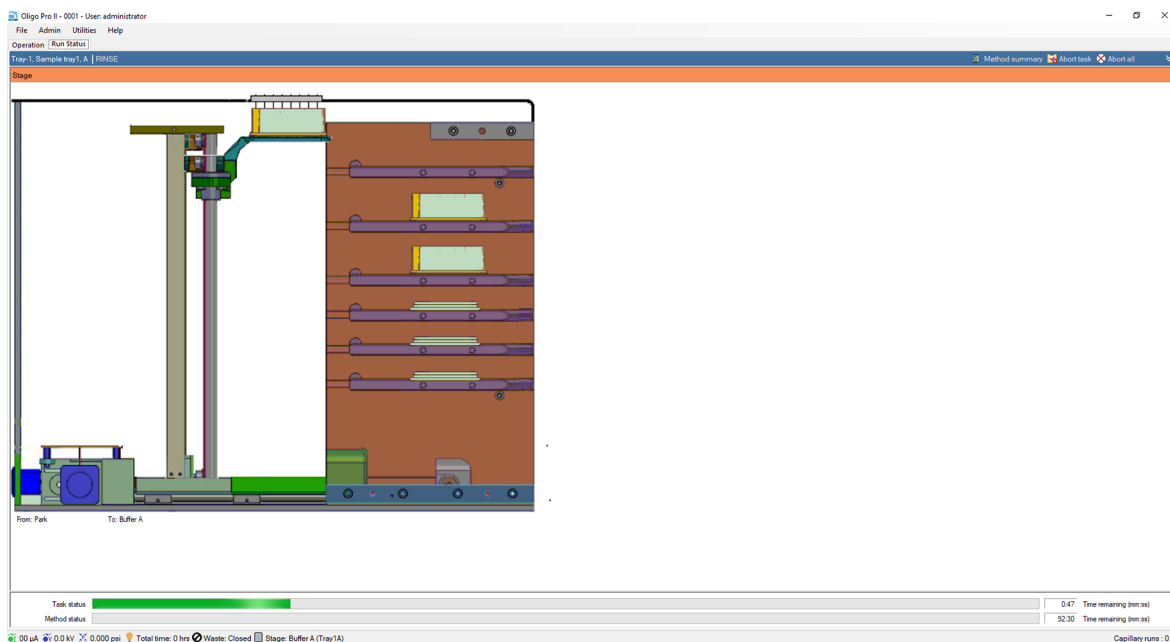 Oligo Pro II - 0001 - User: administrator
File Admin Utilities Help
Operation Run Status
Tray-1, Sample tray1, A | RINSE Method summary Abort task Abort all
Stage
From: Park To: Buffer A
Task status 0:47 Time remaining (mm:ss)
Method status 92:30 Time remaining (mm:ss)
00 µA 0.0 kV 0.000 psi Total time: 0 hrs Waste: Closed Stage: Buffer A (Tray1A) Capillary runs : 0